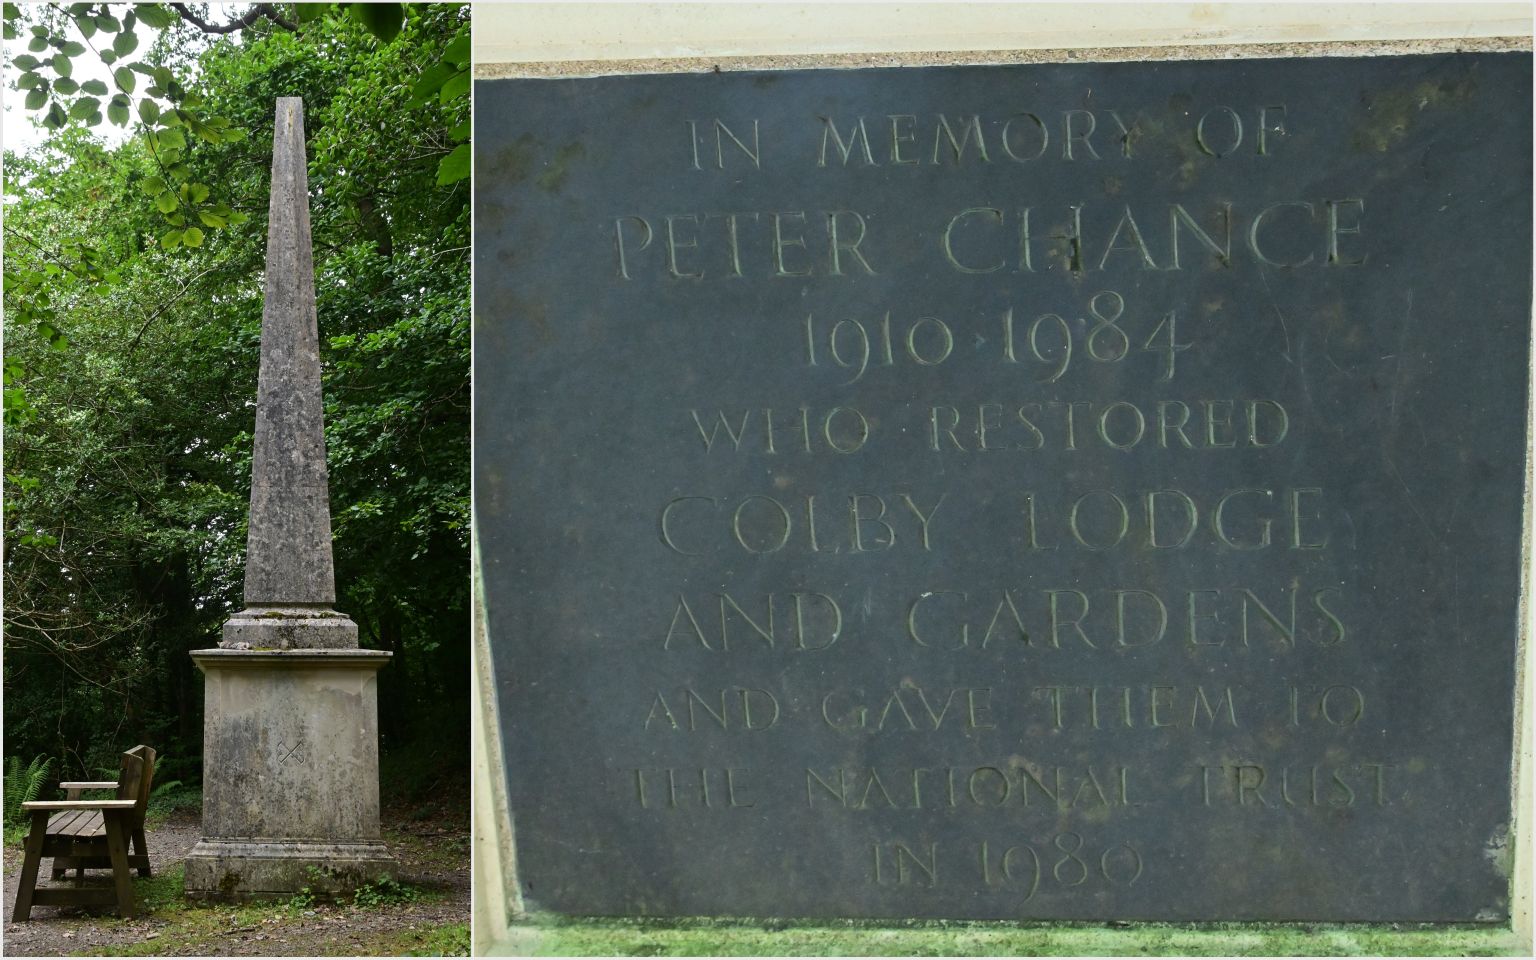 IN MEMORY OF
PETER CHANCE
1910 1984
WHO RESTORED
COLBY LODGE
AND GARDENS
AND GAVE THEM TO
THE NATIONAL TRUST
IN 1980